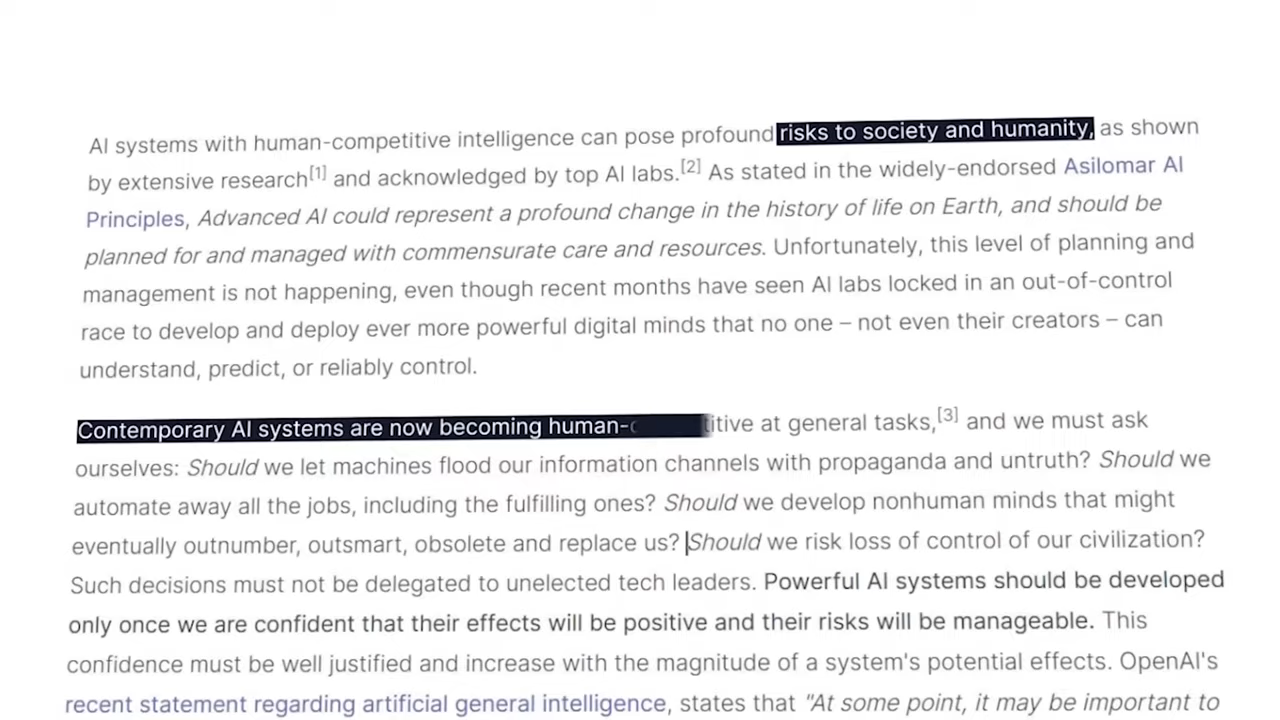 AI systems with human-competitive intelligence can pose profound risks to society and humanity, as shown
by extensive research[1] and acknowledged by top AI labs.[2] As stated in the widely-endorsed Asilomar AI
Principles, Advanced AI could represent a profound change in the history of life on Earth, and should be
planned for and managed with commensurate care and resources. Unfortunately, this level of planning and
management is not happening, even though recent months have seen AI labs locked in an out-of-control
race to develop and deploy ever more powerful digital minds that no one – not even their creators – can
understand, predict, or reliably control.
Contemporary AI systems are now becoming human- itive at general tasks,[3] and we must ask
ourselves: Should we let machines flood our information channels with propaganda and untruth? Should we
automate away all the jobs, including the fulfilling ones? Should we develop nonhuman minds that might
eventually outnumber, outsmart, obsolete and replace us? Should we risk loss of control of our civilization?
Such decisions must not be delegated to unelected tech leaders. Powerful AI systems should be developed
only once we are confident that their effects will be positive and their risks will be manageable. This
confidence must be well justified and increase with the magnitude of a system's potential effects. OpenAI's
recent statement regarding artificial general intelligence, states that "At some point, it may be important to